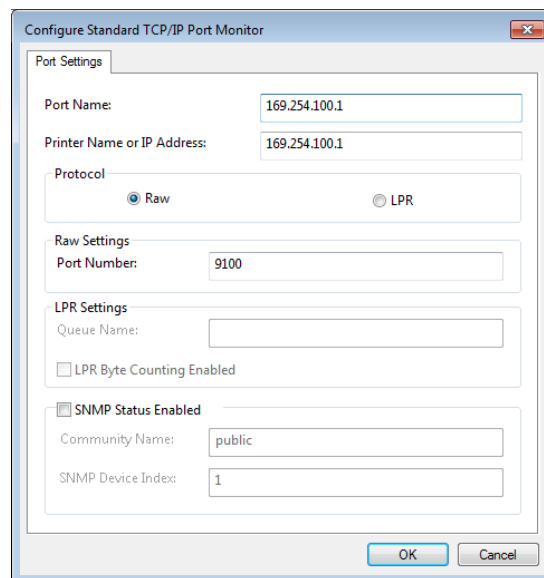 Configure Standard TCP/IP Port Monitor
Port Settings
Port Name: 169.254.100.1
Printer Name or IP Address: 169.254.100.1
Protocol
Raw LPR
Raw Settings
Port Number: 9100
LPR Settings
Queue Name:
LPR Byte Counting Enabled
SNMP Status Enabled
Community Name: public
SNMP Device Index: 1
OK Cancel